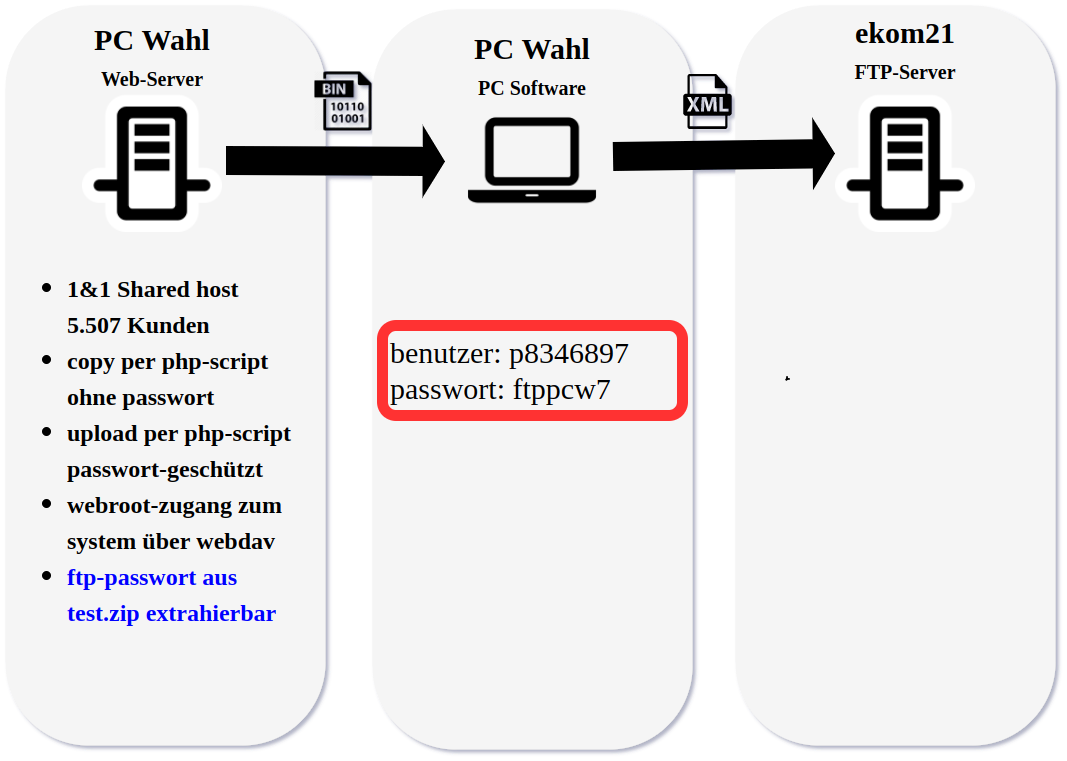 PC Wahl
Web-Server
BIN
10110
01001
PC Wahl
PC Software
XML
ekom21
FTP-Server
1&1 Shared host
5.507 Kunden
copy per php-script
ohne passwort
upload per php-script
passwort-geschützt
webroot-zugang zum
system über webdav
ftp-passwort aus
test.zip extrahierbar
benutzer: p8346897
passwort: ftppcw7